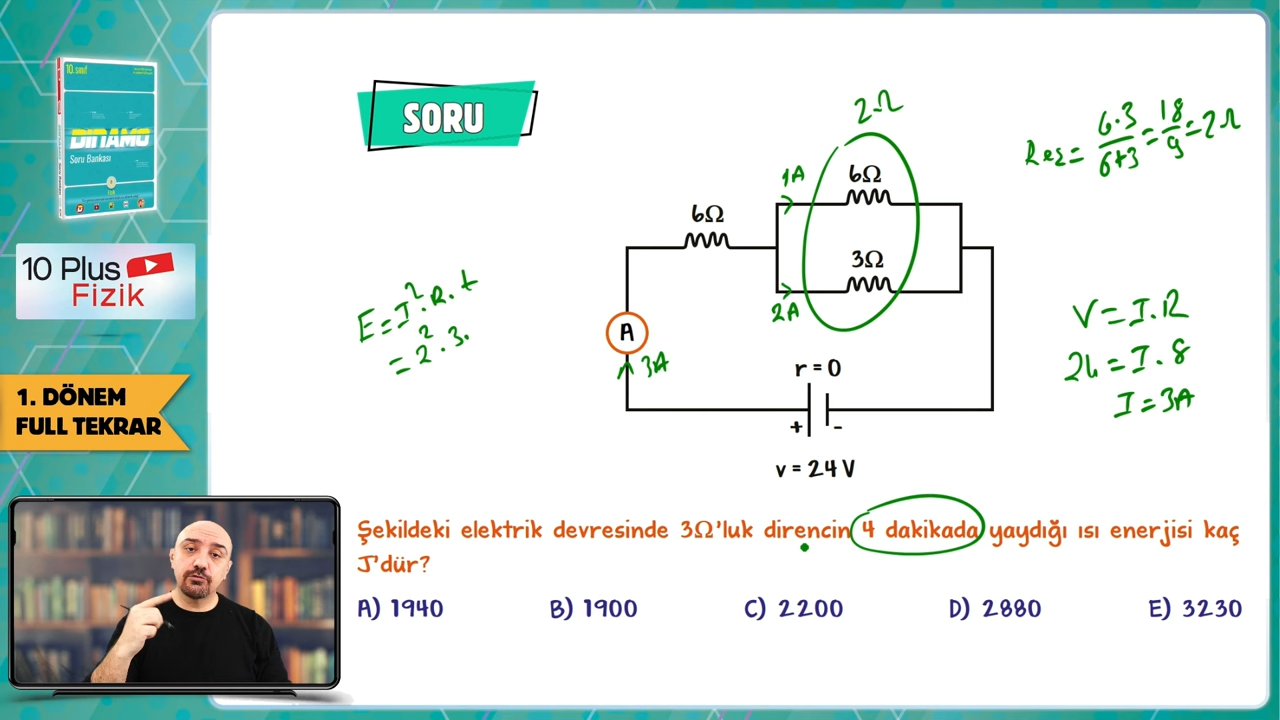 10. sınıf
DINAMO
Soru Bankası
10 Plus
Fizik
1. DÖNEM
FULL TEKRAR
SORU
2Ω
Reş = 6.3/6+3 = 18/9 = 2Ω
1A
6Ω
6Ω
3Ω
2A
E = I².R.t
= 2².3.
A
3A
r = 0
+ -
v = 24 V
V = I.R
24 = I.8
I = 3A
Şekildeki elektrik devresinde 3Ω'luk direncin 4 dakikada yaydığı ısı enerjisi kaç
J'dür?
A) 1940 B) 1900 C) 2200 D) 2880 E) 3230